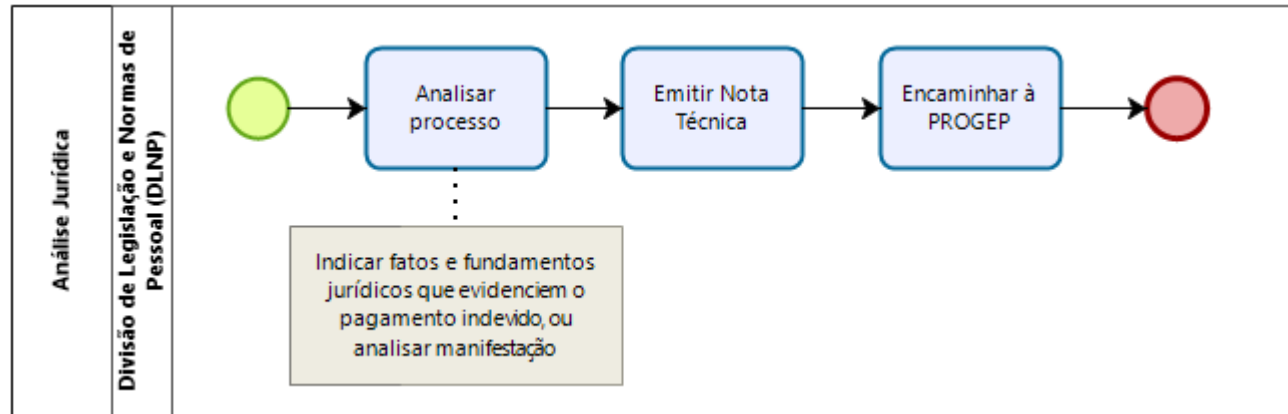 Análise Jurídica
Divisão de Legislação e Normas de
Pessoal (DLNP)
Analisar
processo
Emitir Nota
Técnica
Encaminhar à
PROGEP
Indicar fatos e fundamentos
jurídicos que evidenciem o
pagamento indevido, ou
analisar manifestação